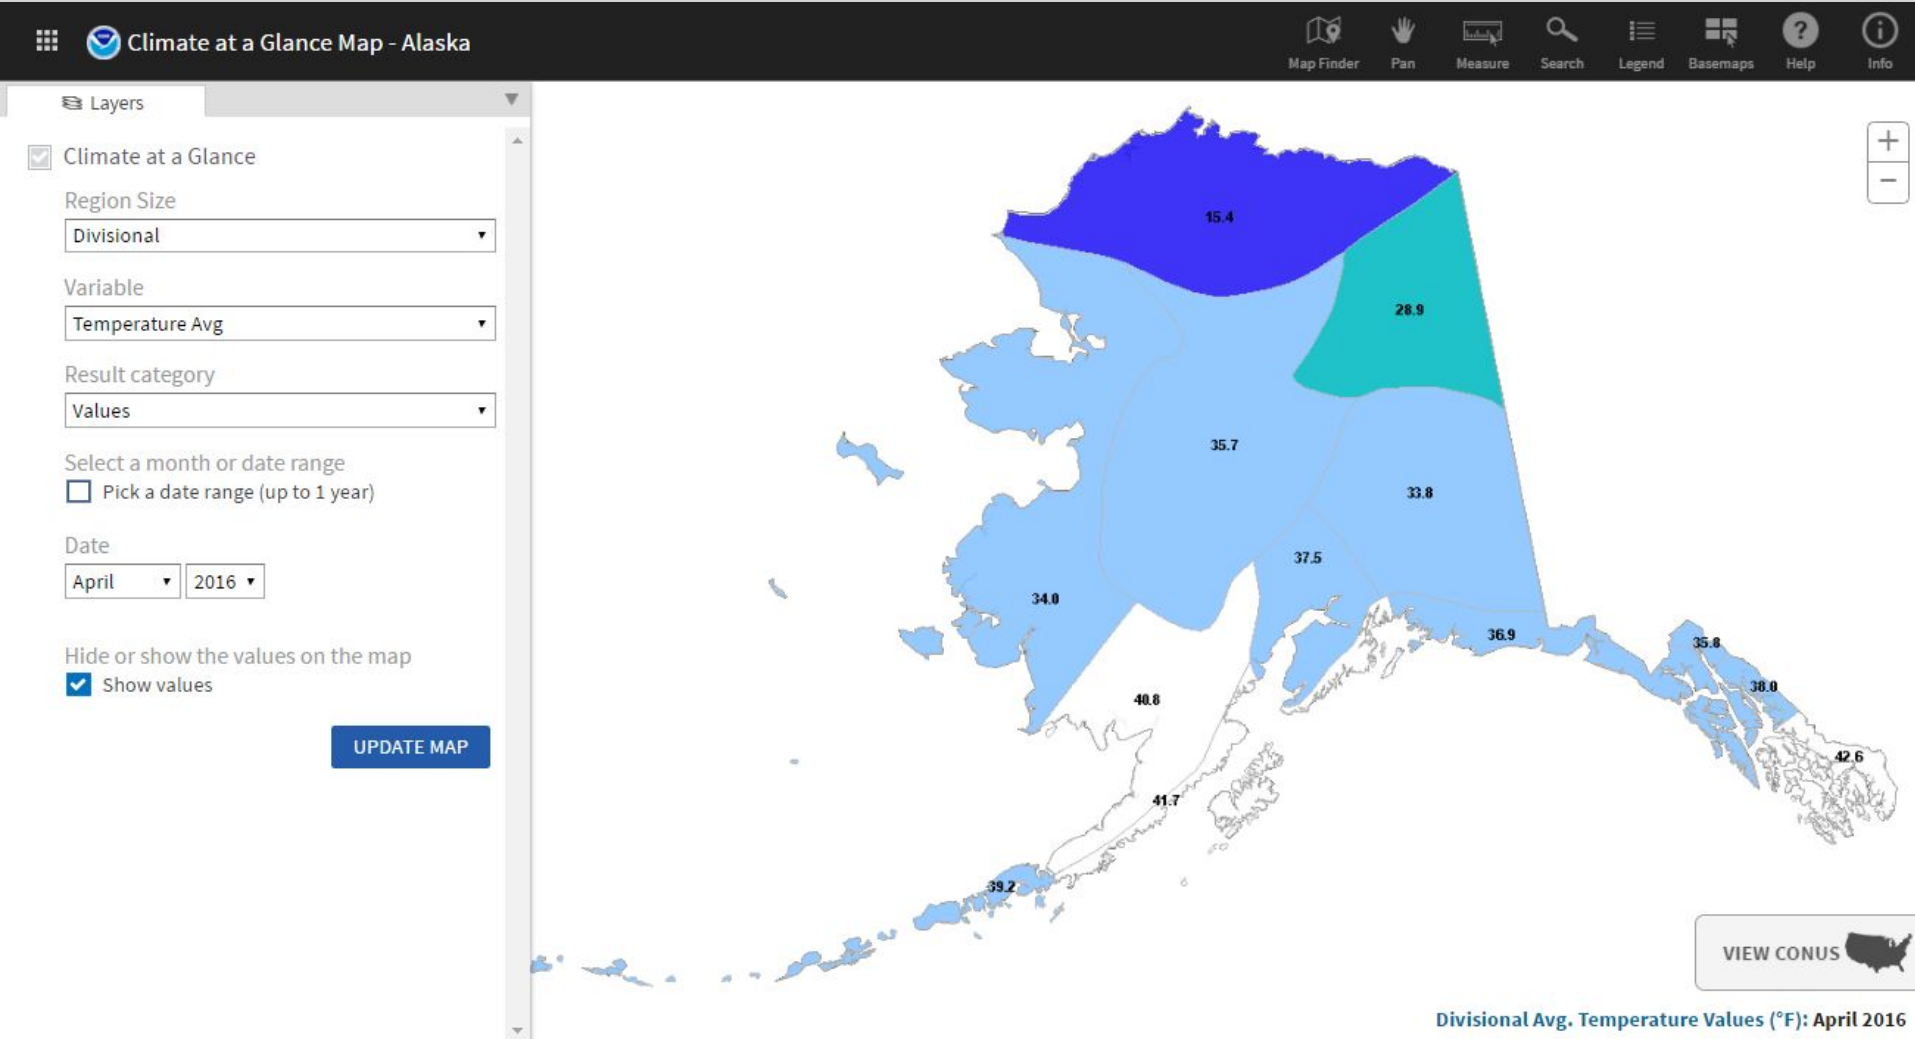 Climate at a Glance Map - Alaska
Map Finder
Pan
Measure
Search
Legend
Basemaps
Help
Info
Layers
Climate at a Glance
Region Size
Divisional
Variable
Temperature Avg
Result category
Values
Select a month or date range
Pick a date range (up to 1 year)
Date
April 2016
Hide or show the values on the map
Show values
UPDATE MAP
15.4
28.9
35.7
33.8
37.5
34.0
36.9
35.8
38.0
40.8
42.6
41.7
39.2
+
−
VIEW CONUS
Divisional Avg. Temperature Values (°F): April 2016